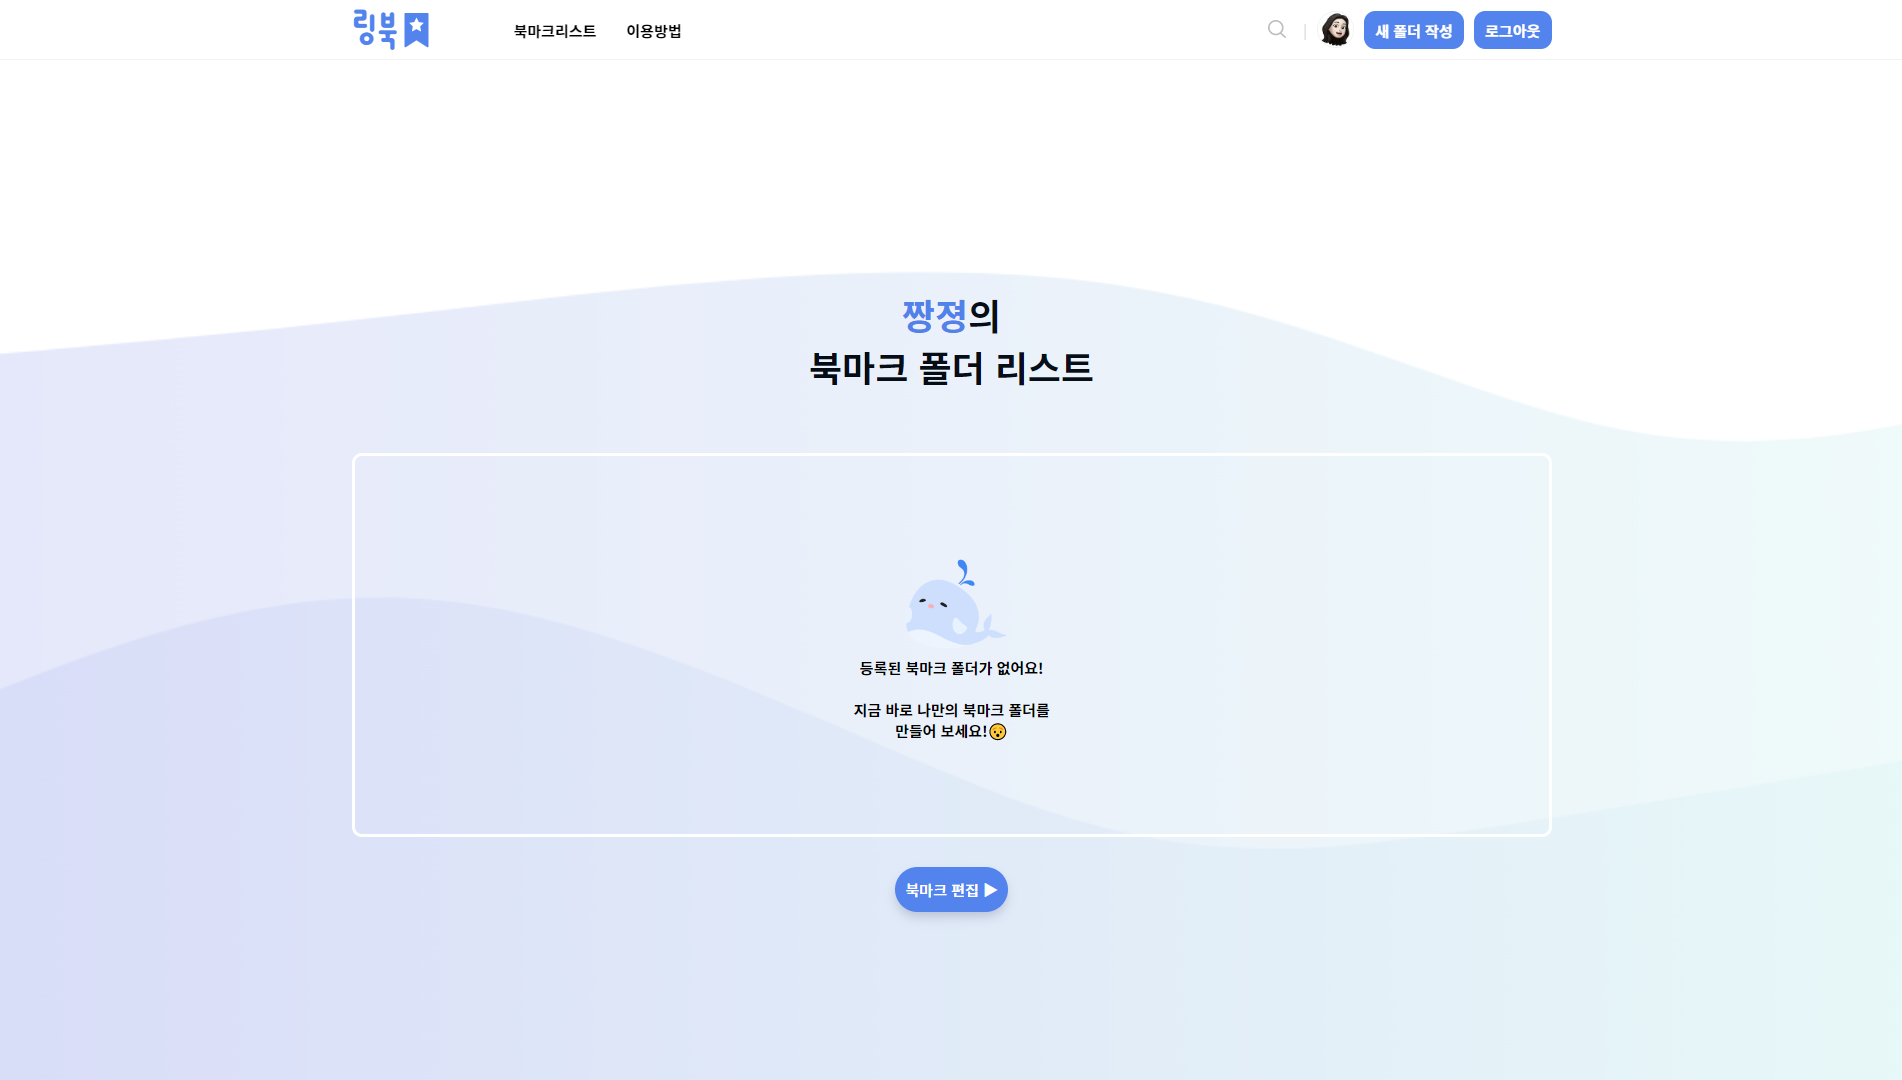 링북
북마크리스트
이용방법
새 폴더 작성
로그아웃
짱졍의
북마크 폴더 리스트
등록된 북마크 폴더가 없어요!
지금 바로 나만의 북마크 폴더를
만들어 보세요!😮
북마크 편집 ▶